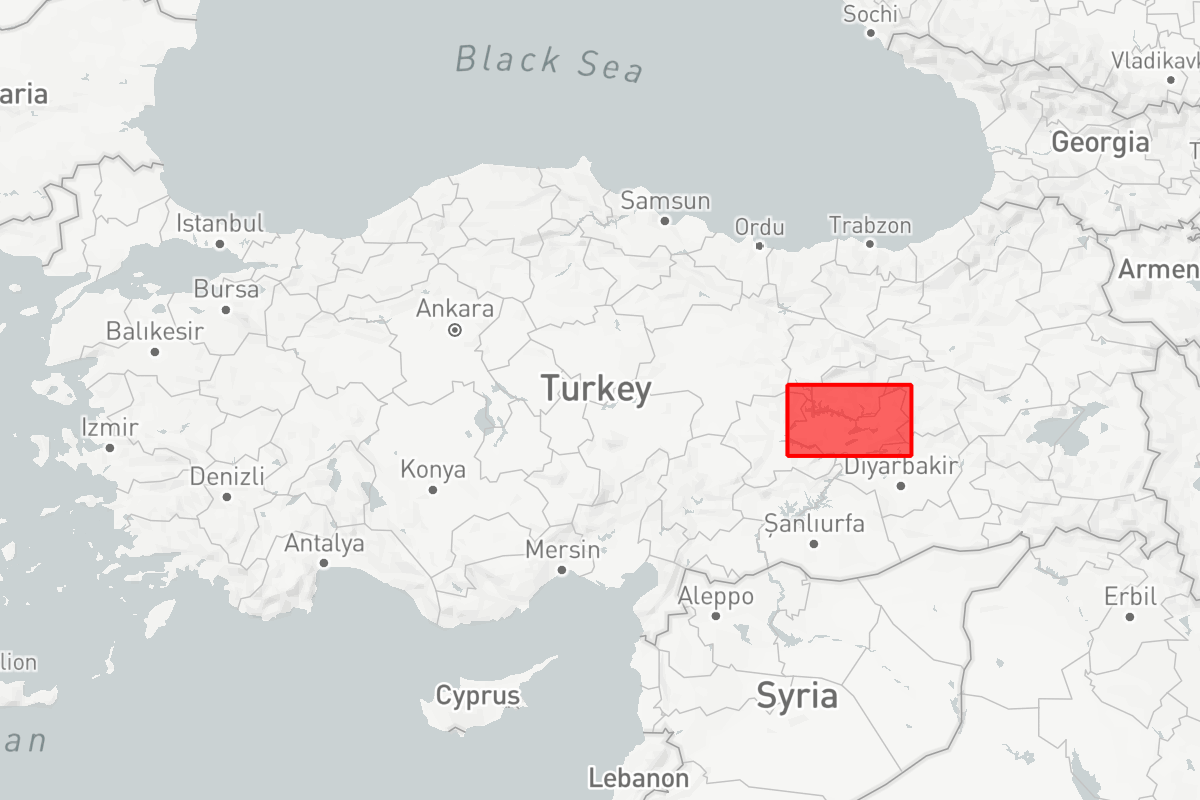 Sochi
Black Sea
Vladikavk
aria
Georgia
T
Samsun
Istanbul
Ordu
Trabzon
Armen
Bursa
Ankara
Balıkesir
Turkey
Izmir
Konya
Diyarbakir
Denizli
Şanlıurfa
Antalya
Mersin
Aleppo
Erbil
lion
Cyprus
Syria
an
Lebanon